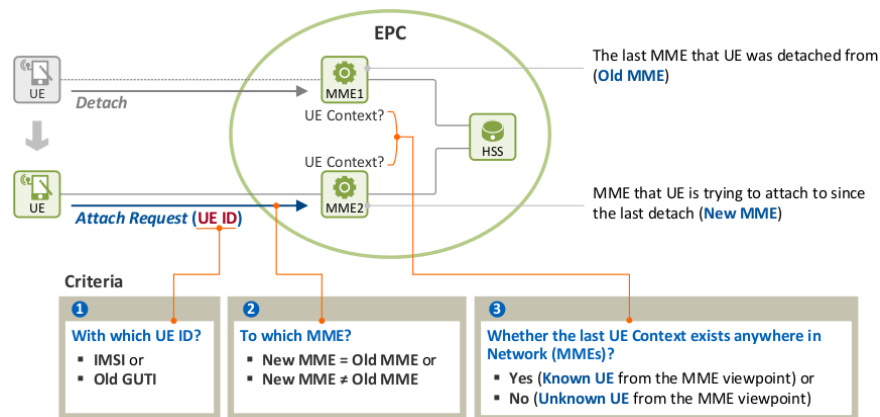 EPC
The last MME that UE was detached from
(Old MME)
UE
Detach
MME1
UE Context?
HSS
UE Context?
UE
Attach Request (UE ID)
MME2
MME that UE is trying to attach to since
the last detach (New MME)
Criteria
1
With which UE ID?
▪ IMSI or
▪ Old GUTI
2
To which MME?
▪ New MME = Old MME or
▪ New MME ≠ Old MME
3
Whether the last UE Context exists anywhere in
Network (MMEs)?
▪ Yes (Known UE from the MME viewpoint) or
▪ No (Unknown UE from the MME viewpoint)